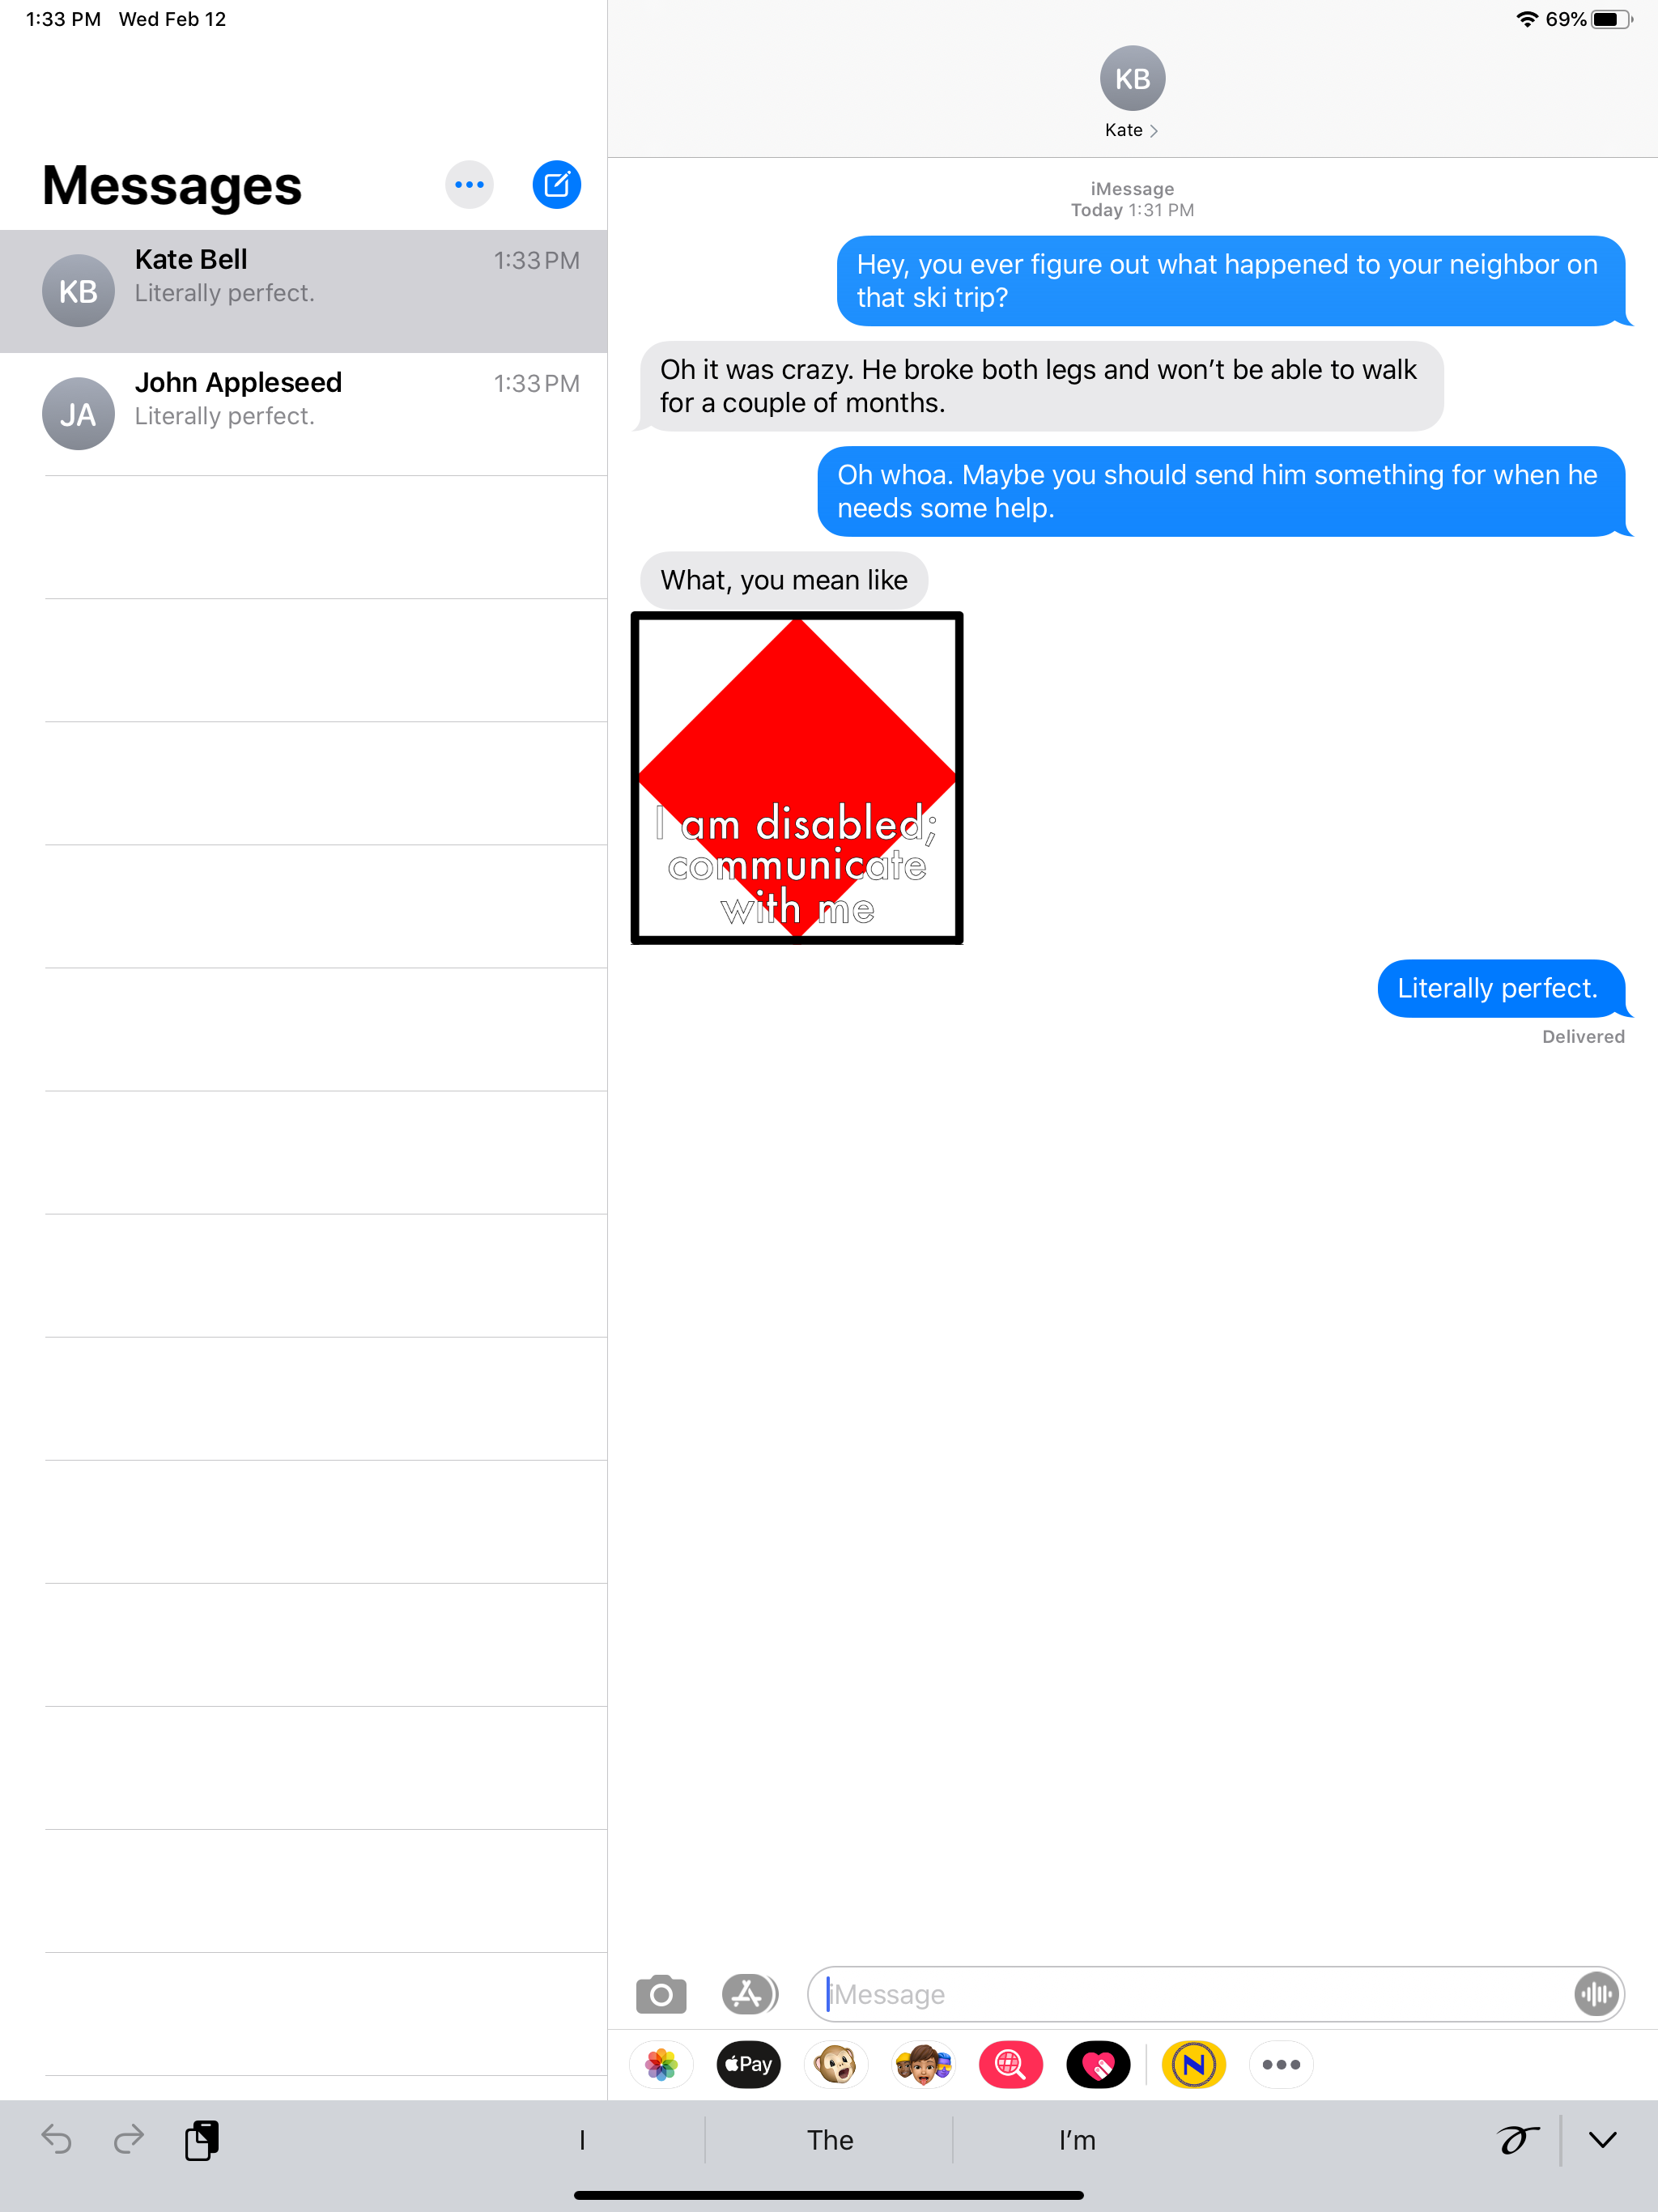 1:33 PM Wed Feb 12
69%
Messages
KB
Kate Bell
1:33 PM
Literally perfect.
JA
John Appleseed
1:33 PM
Literally perfect.
KB
Kate
iMessage
Today 1:31 PM
Hey, you ever figure out what happened to your neighbor on
that ski trip?
Oh it was crazy. He broke both legs and won’t be able to walk
for a couple of months.
Oh whoa. Maybe you should send him something for when he
needs some help.
What, you mean like
I am disabled;
communicate
with me
Literally perfect.
Delivered
iMessage
Pay
N
I
The
I’m